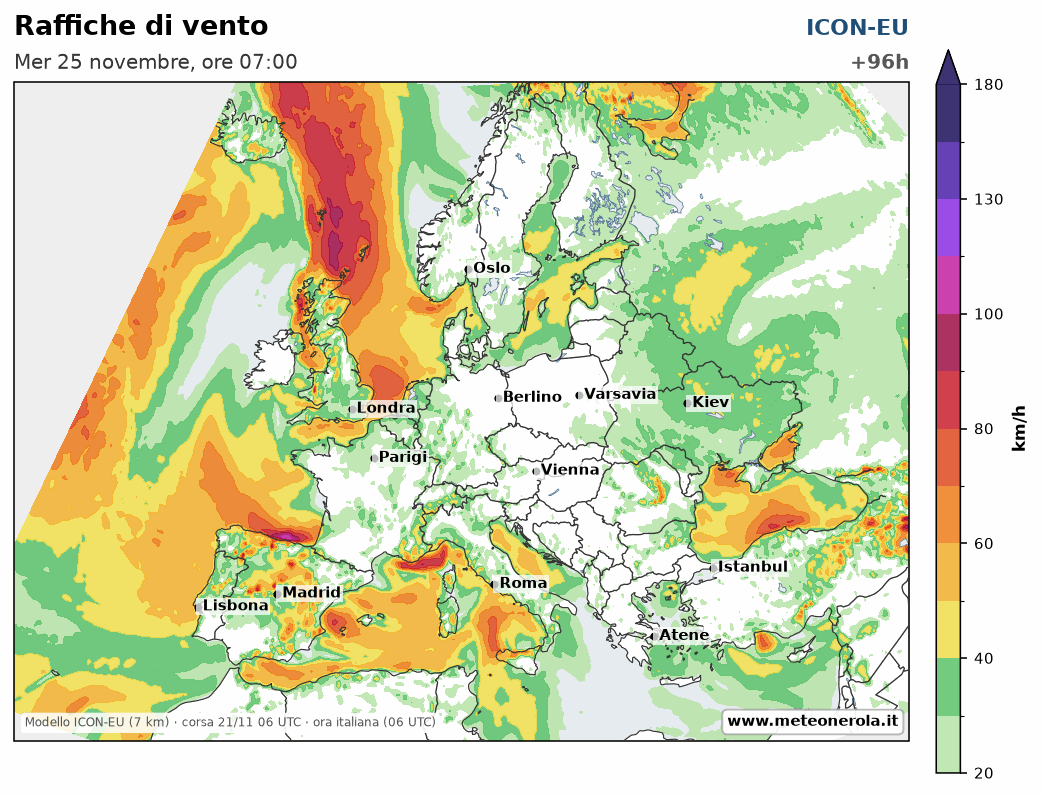 Raffiche di vento
ICON-EU
Mer 25 novembre, ore 07:00
+96h
180
130
100
80
60
40
20
km/h
Oslo
Londra
Berlino
Varsavia
Kiev
Parigi
Vienna
Istanbul
Roma
Madrid
Lisbona
Atene
Modello ICON-EU (7 km) · corsa 21/11 06 UTC · ora italiana (06 UTC)
www.meteonerola.it